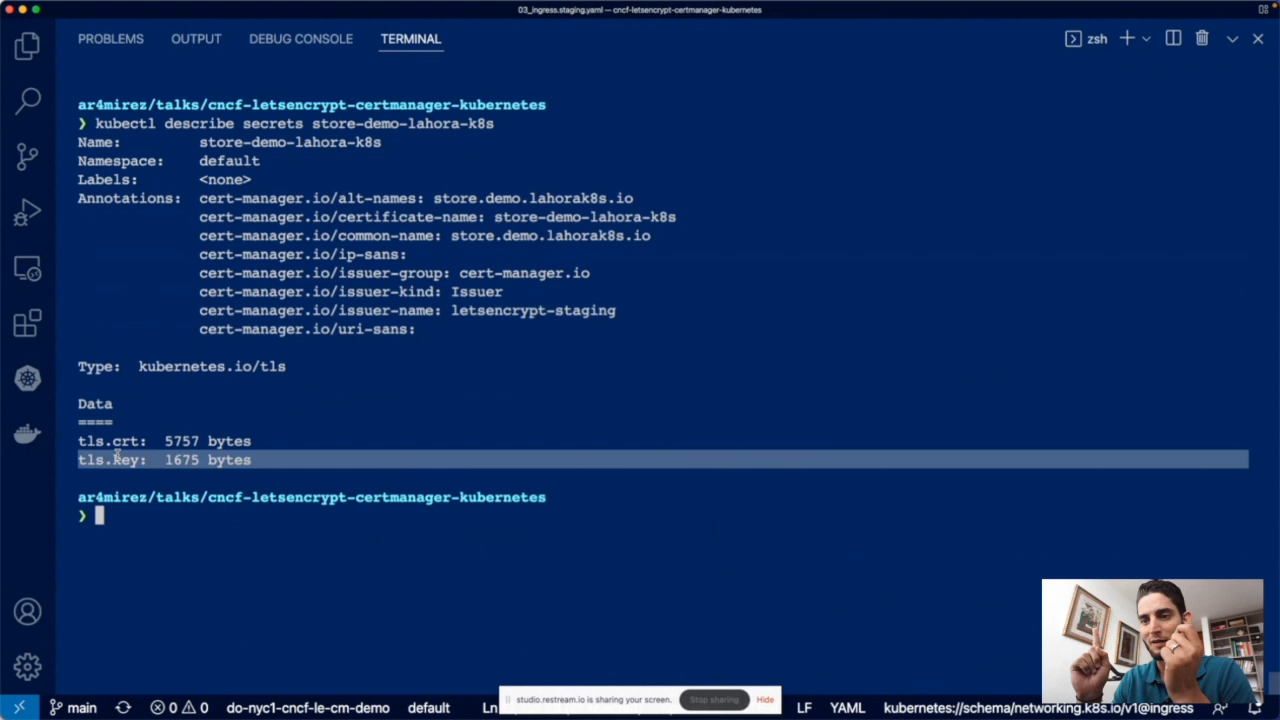 03_ingress.staging.yaml — cncf-letsencrypt-certmanager-kubernetes
PROBLEMS OUTPUT DEBUG CONSOLE TERMINAL zsh
ar4mirez/talks/cncf-letsencrypt-certmanager-kubernetes
❯ kubectl describe secrets store-demo-lahora-k8s
Name: store-demo-lahora-k8s
Namespace: default
Labels: <none>
Annotations: cert-manager.io/alt-names: store.demo.lahorak8s.io
cert-manager.io/certificate-name: store-demo-lahora-k8s
cert-manager.io/common-name: store.demo.lahorak8s.io
cert-manager.io/ip-sans:
cert-manager.io/issuer-group: cert-manager.io
cert-manager.io/issuer-kind: Issuer
cert-manager.io/issuer-name: letsencrypt-staging
cert-manager.io/uri-sans:
Type: kubernetes.io/tls
Data
====
tls.crt: 5757 bytes
tls.key: 1675 bytes
ar4mirez/talks/cncf-letsencrypt-certmanager-kubernetes
❯
studio.restream.io is sharing your screen. Stop sharing Hide
main 0 0 do-nyc1-cncf-le-cm-demo default Ln LF YAML kubernetes://schema/networking.k8s.io/v1@ingress